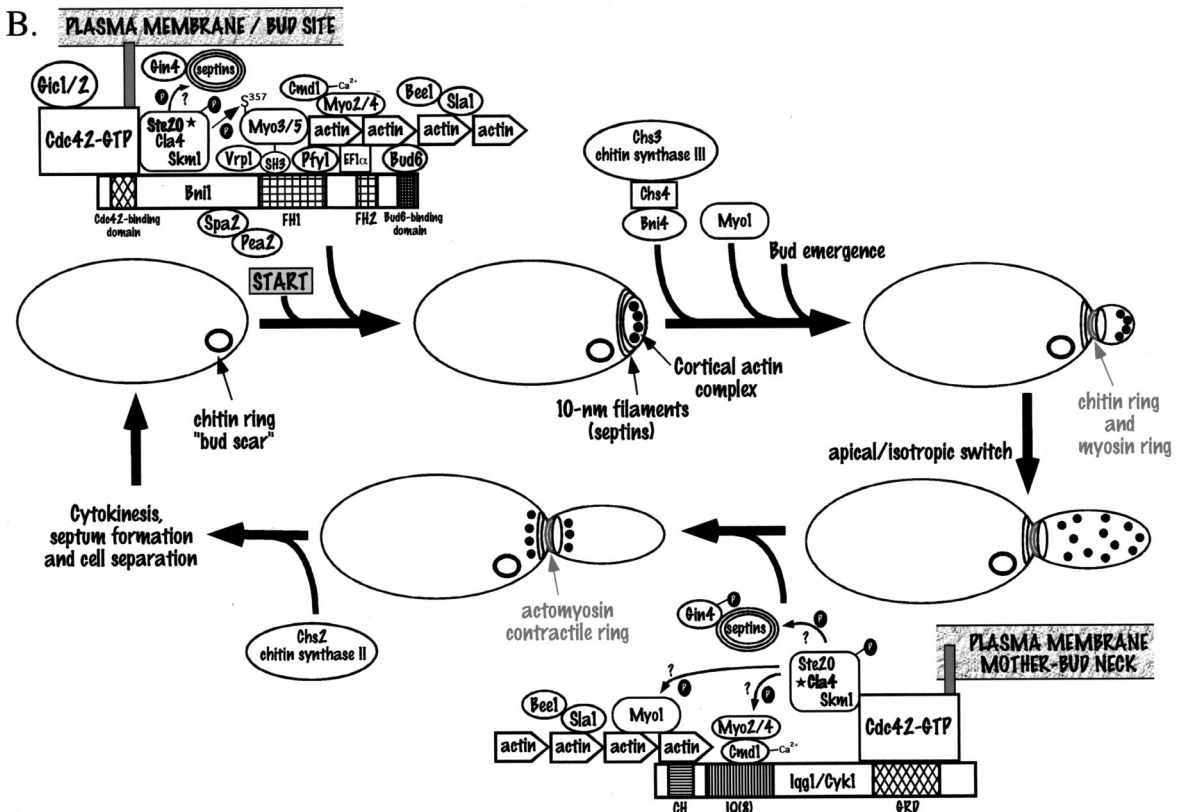 B.
PLASMA MEMBRANE / BUD SITE
Gic1/2
Gin4
septins
P
?
P
S357
P
Cmd1
Ca2+
Myo2/4
Bee1
Sla1
Cdc42-GTP
Ste20 ★
Cla4
Skm1
Myo3/5
actin
actin
actin
actin
Vrp1
SH3
Pfy1
EF1α
Bud6
Bni1
Cdc42-binding
domain
FH1
FH2
Bud6-binding
domain
Spa2
Pea2
START
Chs3
chitin synthase III
Chs4
Bni4
Myo1
Bud emergence
chitin ring
"bud scar"
Cortical actin
complex
10-nm filaments
(septins)
chitin ring
and
myosin ring
apical/isotropic switch
Cytokinesis,
septum formation
and cell separation
Chs2
chitin synthase II
actomyosin
contractile ring
Gin4
P
septins
P
?
P
Ste20
★Cla4
Skm1
PLASMA MEMBRANE
MOTHER-BUD NECK
?
P
?
P
Bee1
Sla1
Myo1
Myo2/4
Cmd1
Ca2+
Cdc42-GTP
actin
actin
actin
actin
Iqg1/Cyk1
CH
IQ(8)
GRD